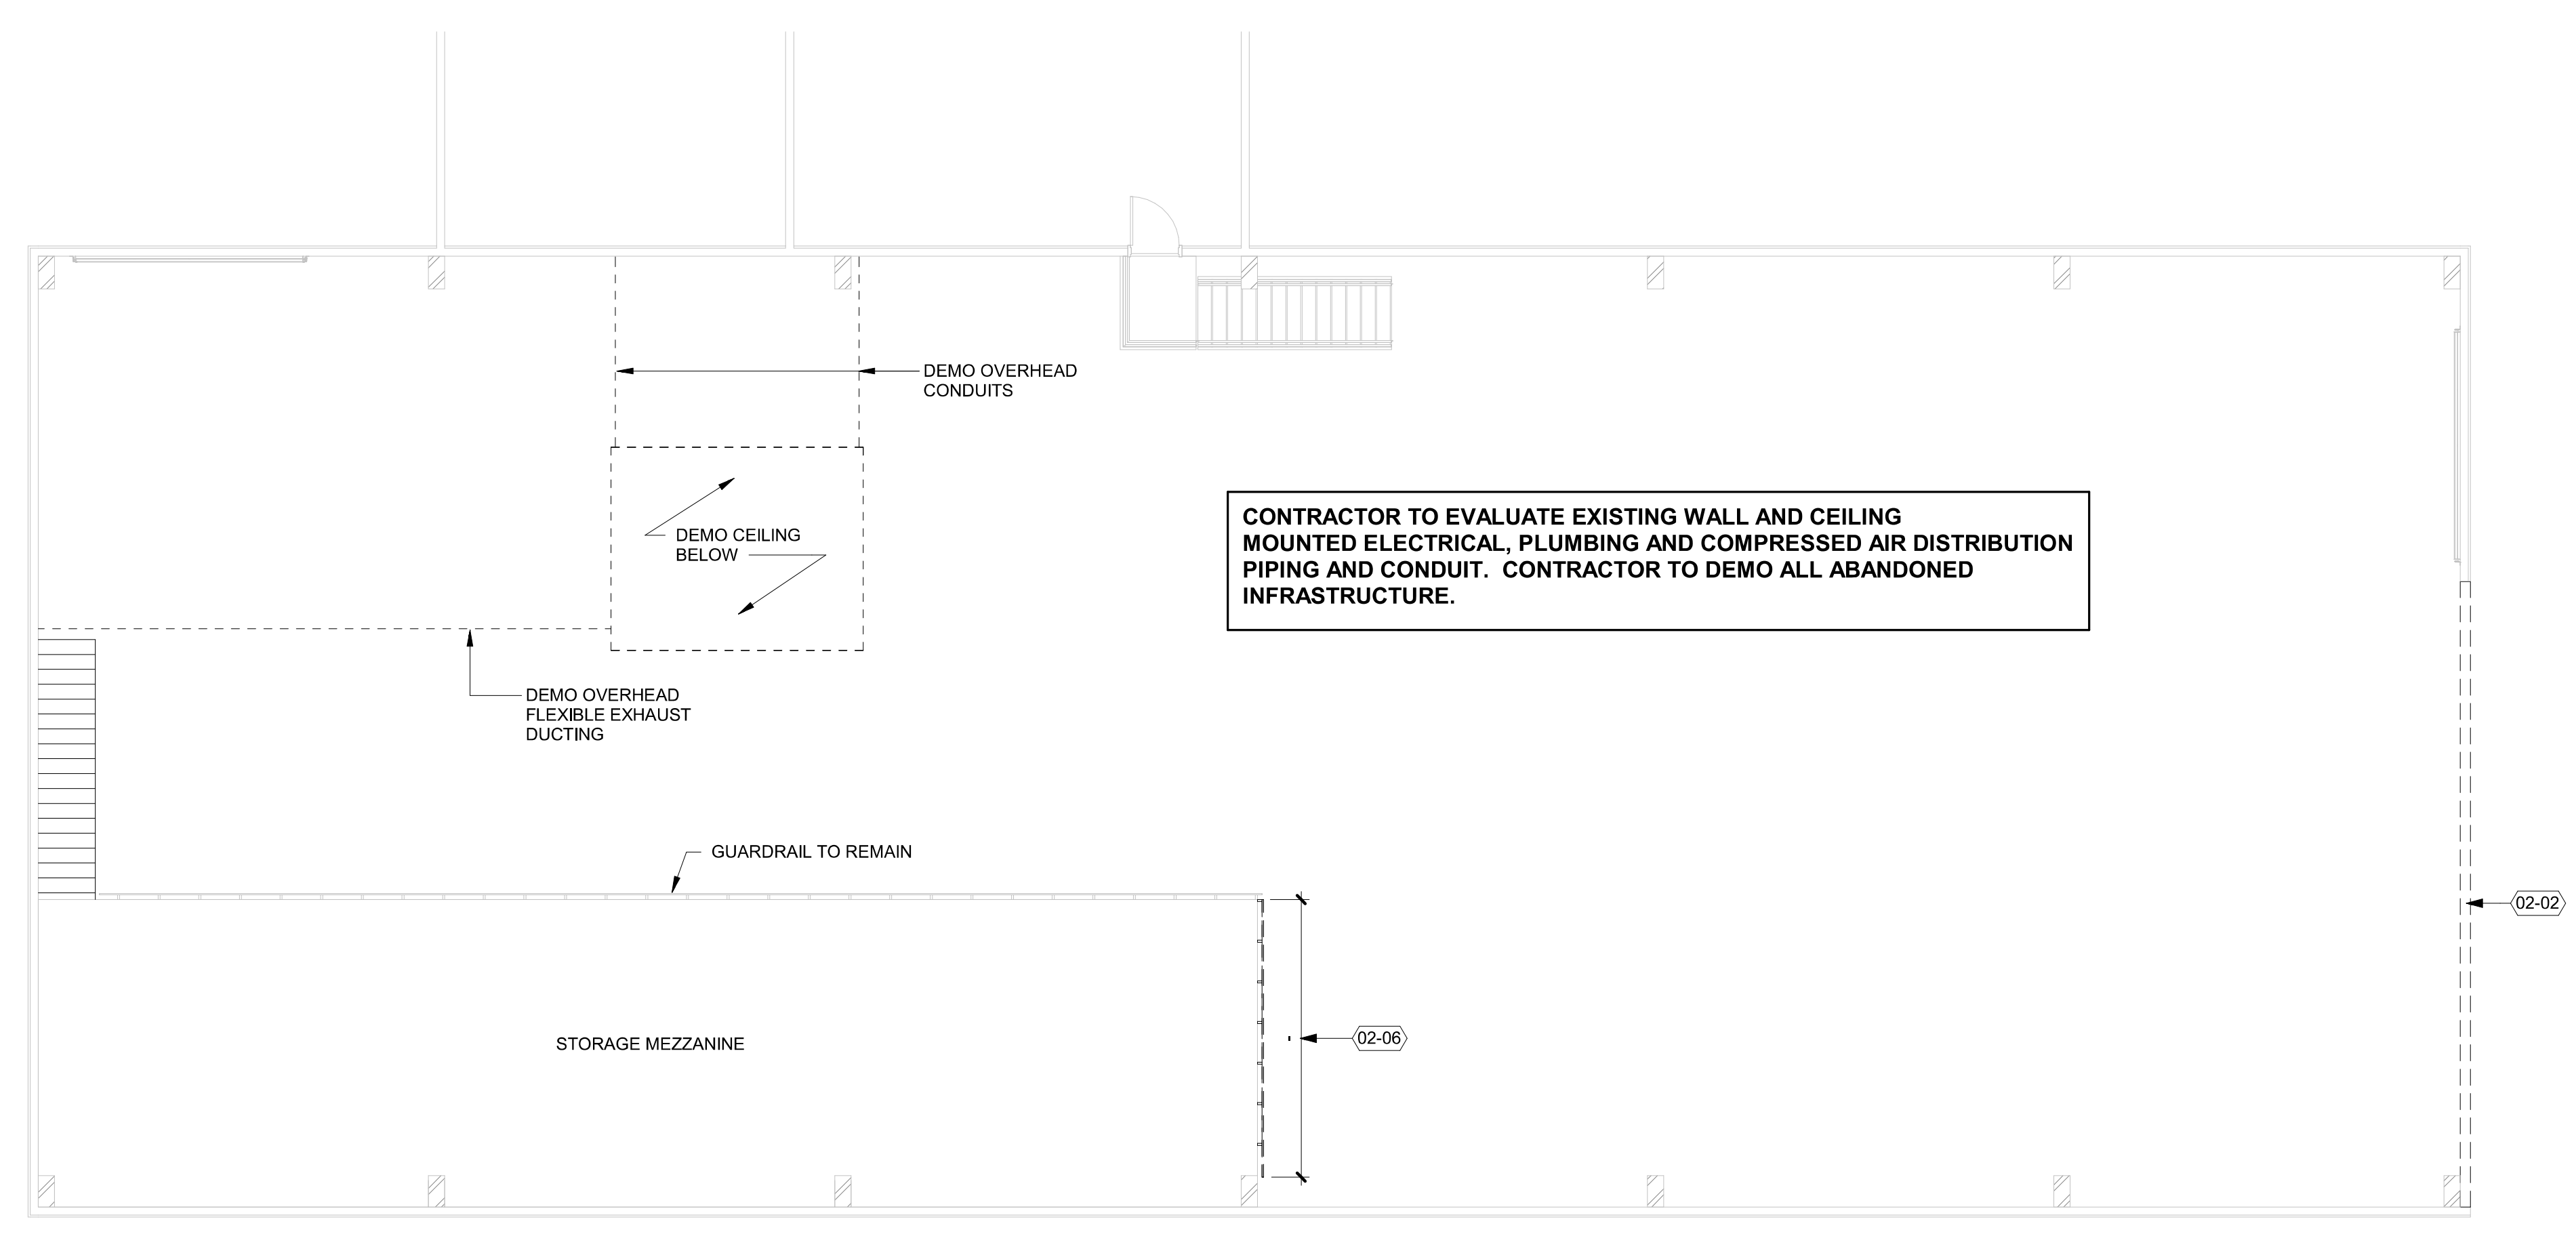 DEMO OVERHEAD
CONDUITS
DEMO CEILING
BELOW
CONTRACTOR TO EVALUATE EXISTING WALL AND CEILING
MOUNTED ELECTRICAL, PLUMBING AND COMPRESSED AIR DISTRIBUTION
PIPING AND CONDUIT.  CONTRACTOR TO DEMO ALL ABANDONED
INFRASTRUCTURE.
DEMO OVERHEAD
FLEXIBLE EXHAUST
DUCTING
GUARDRAIL TO REMAIN
02-02
02-06
STORAGE MEZZANINE